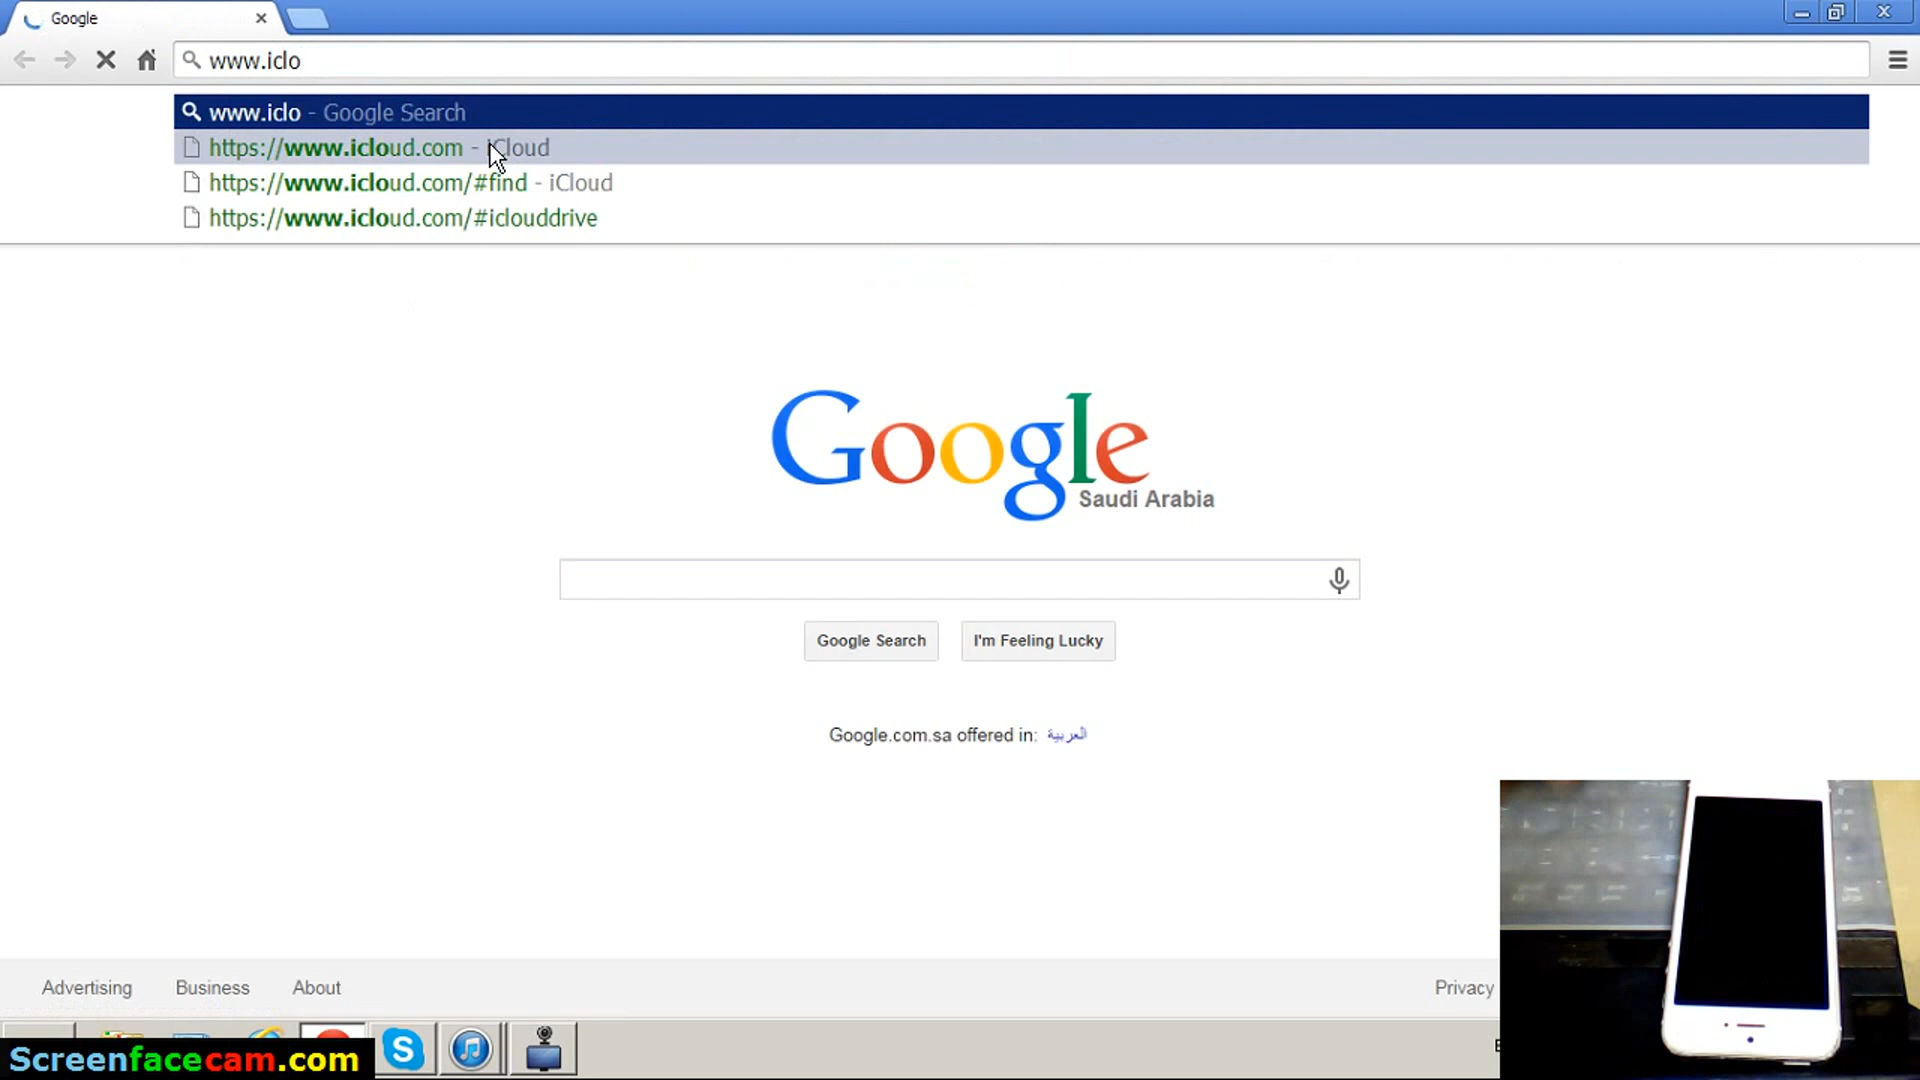 Google
www.iclo
www.iclo - Google Search
https://www.icloud.com - iCloud
https://www.icloud.com/#find - iCloud
https://www.icloud.com/#iclouddrive
Google
Saudi Arabia
Google Search
I'm Feeling Lucky
Google.com.sa offered in: العربية
Advertising Business About Privacy
Screenfacecam.com